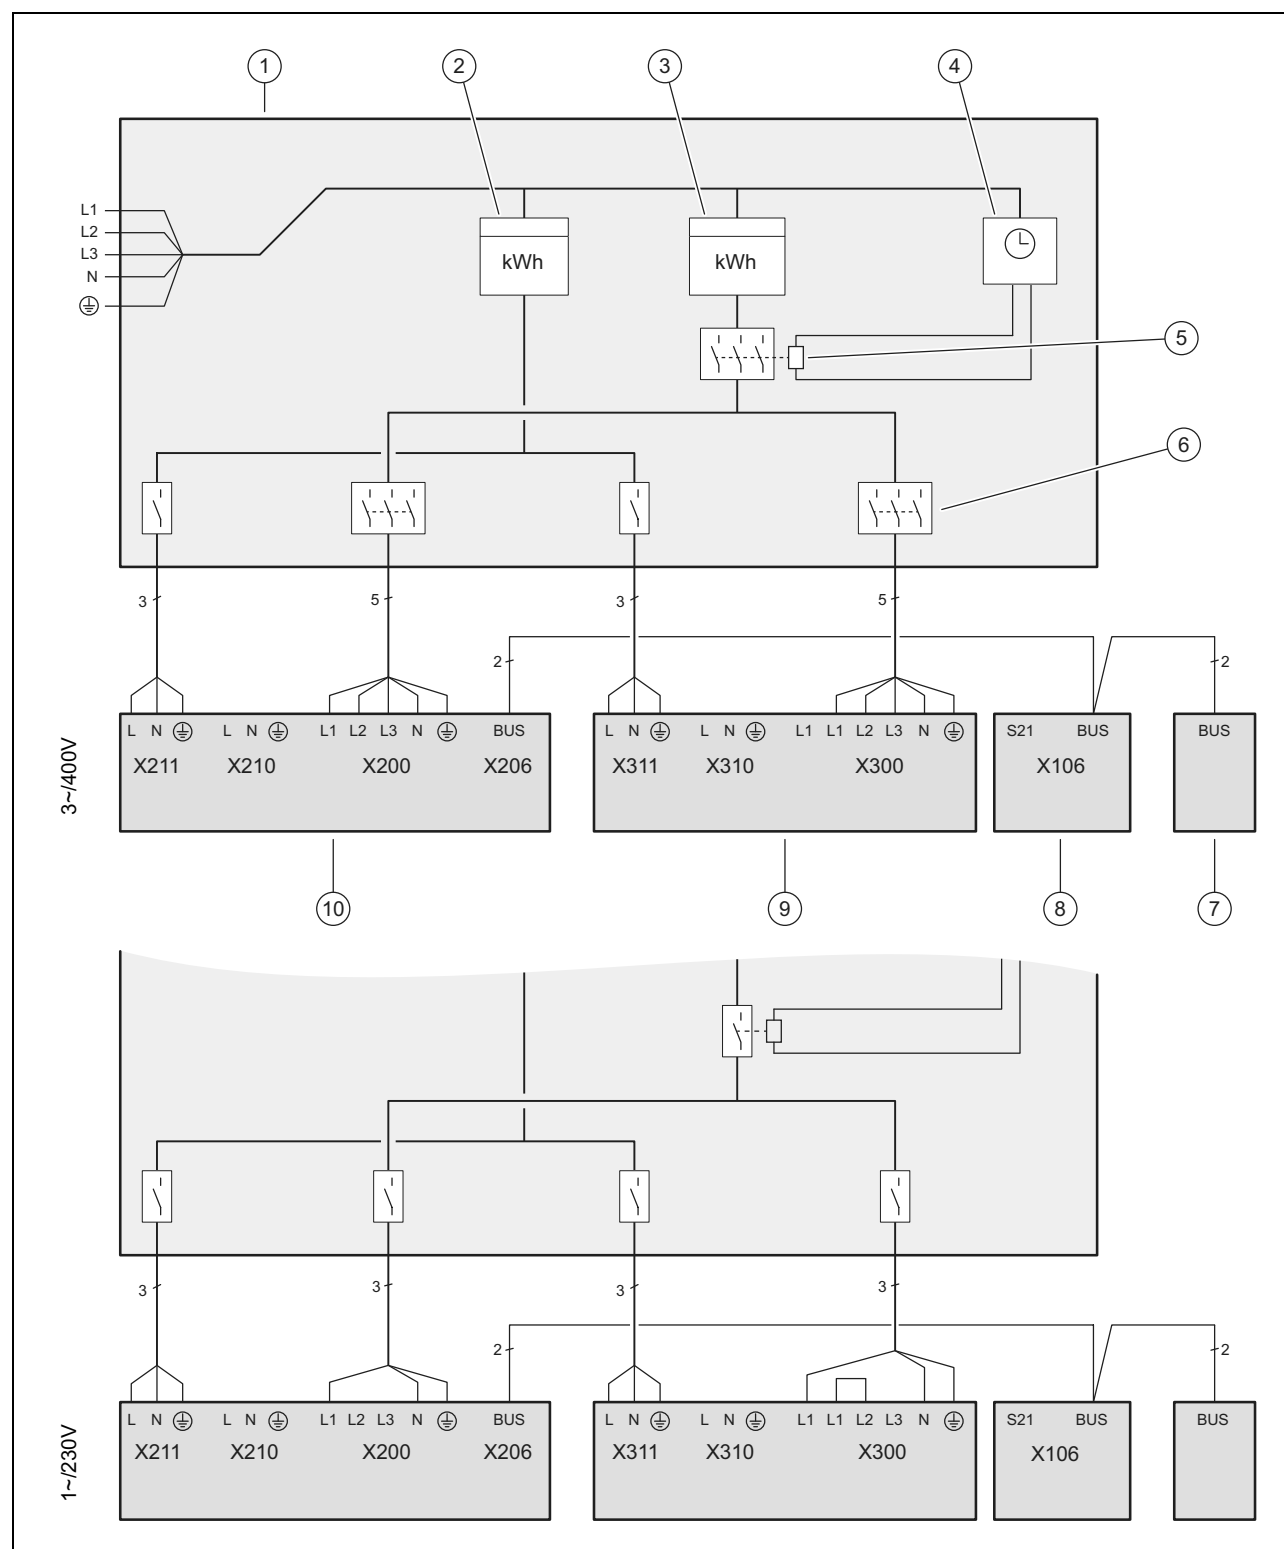 1 2 3 4
L1
L2
L3
N
kWh kWh
5
6
3 5 3 5
2 2
L N L N L1 L2 L3 N BUS L N L N L1 L1 L2 L3 N S21 BUS BUS
X211 X210 X200 X206 X311 X310 X300 X106
3~/400V
10 9 8 7
3 3 3 3
2 2
L N L N L1 L2 L3 N BUS L N L N L1 L1 L2 L3 N S21 BUS BUS
X211 X210 X200 X206 X311 X310 X300 X106
1~/230V